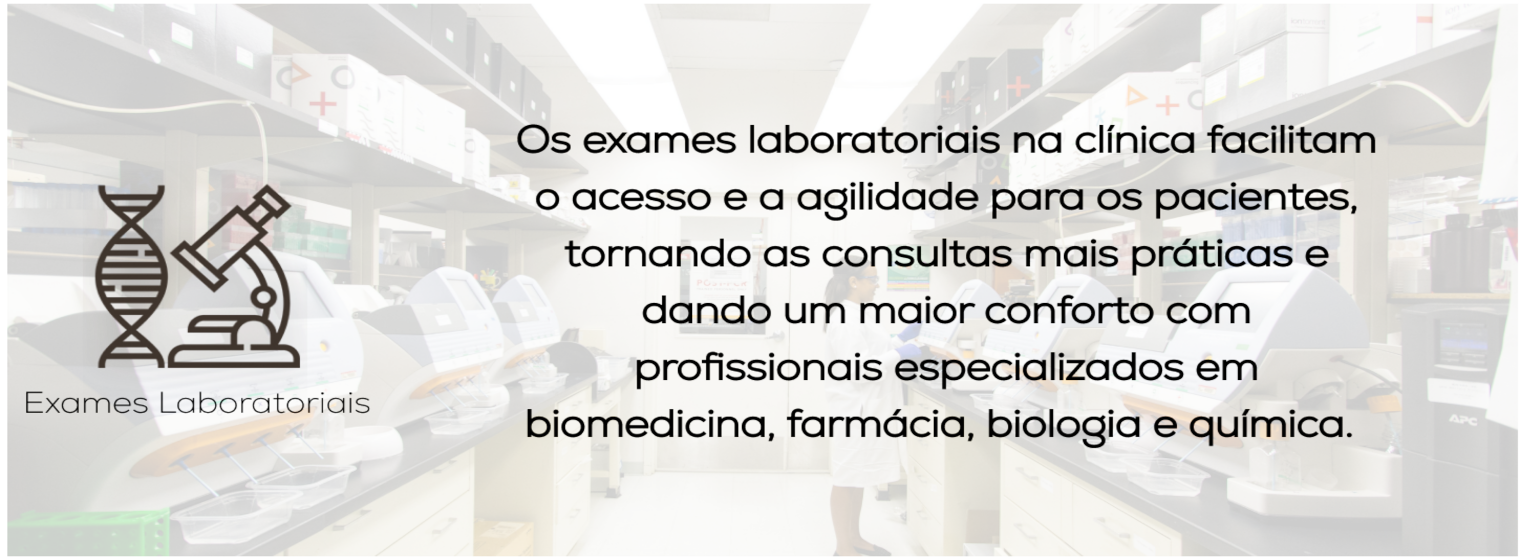 Os exames laboratoriais na clínica facilitam
o acesso e a agilidade para os pacientes,
tornando as consultas mais práticas e
dando um maior conforto com
profissionais especializados em
biomedicina, farmácia, biologia e química.
Exames Laboratoriais
APC